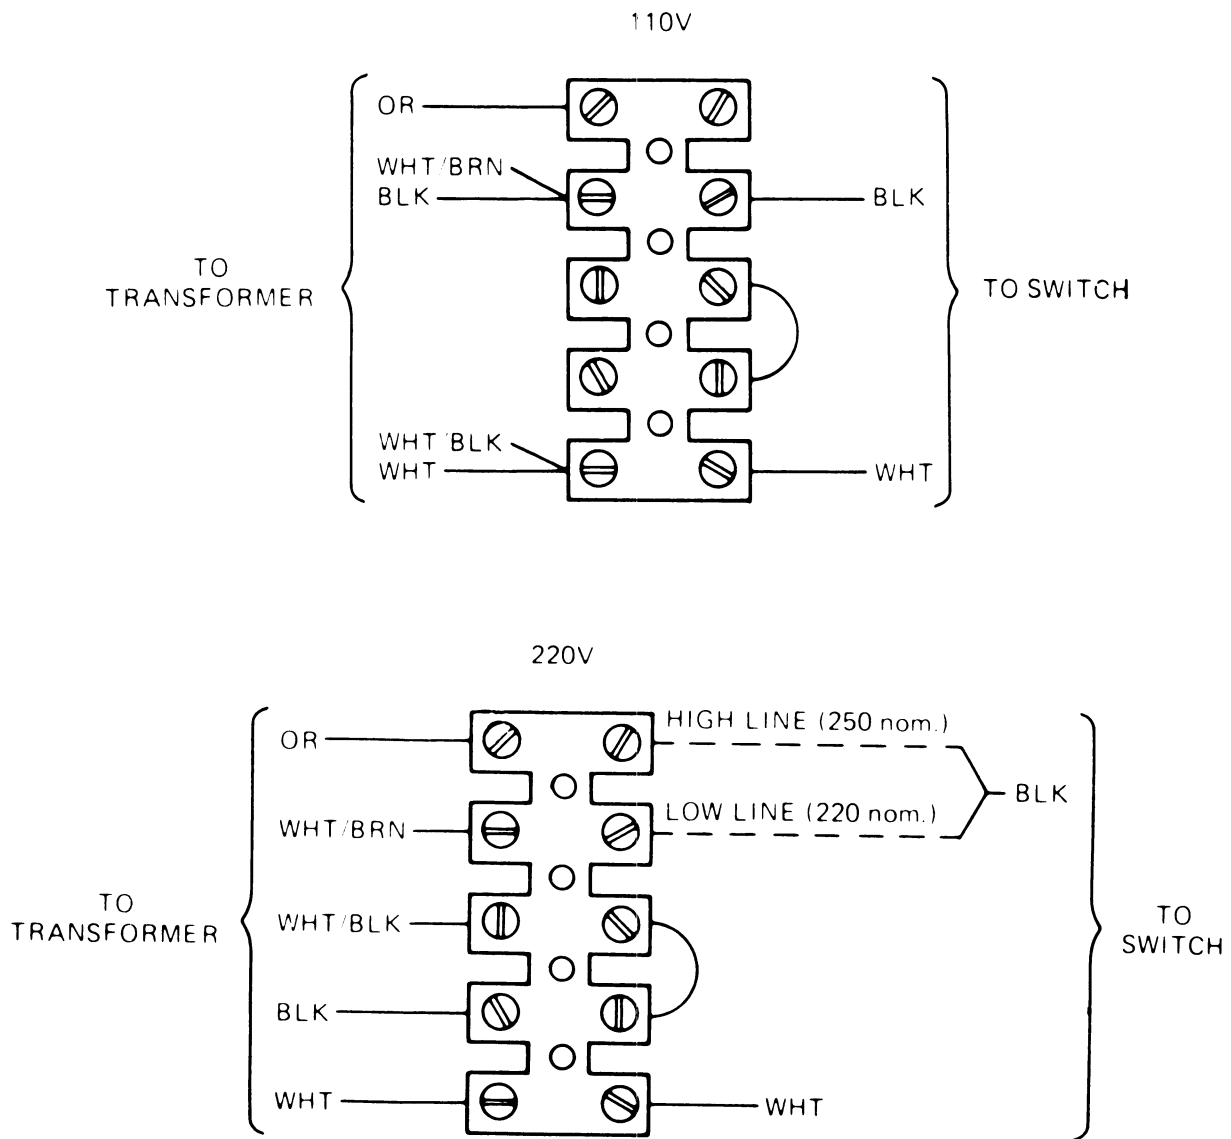 110V
OR
WHT/BRN
BLK
BLK
TO
TRANSFORMER
TO SWITCH
WHT/BLK
WHT
WHT
220V
HIGH LINE (250 nom.)
OR
BLK
LOW LINE (220 nom.)
WHT/BRN
TO
TRANSFORMER
WHT/BLK
TO
SWITCH
BLK
WHT
WHT